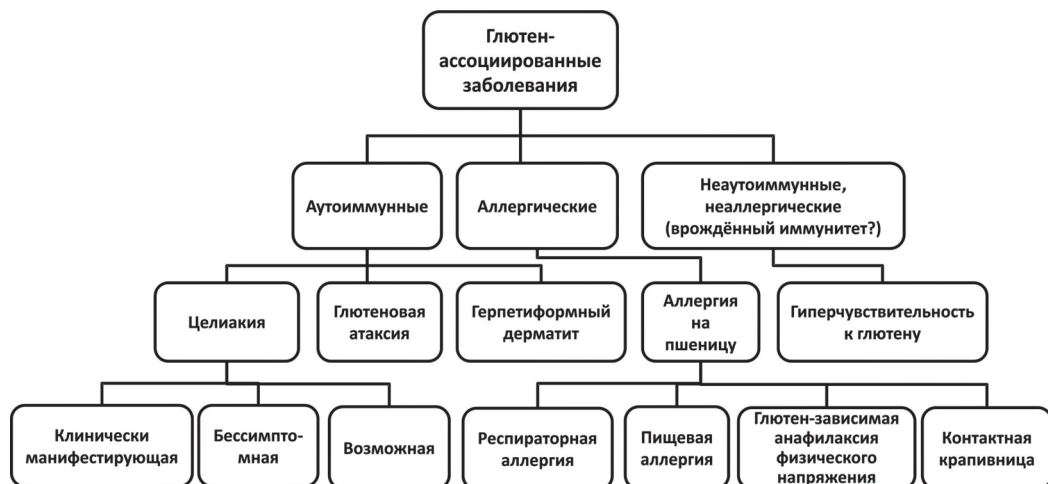 Глютен-
ассоциированные
заболевания
Аутоиммунные
Аллергические
Неаутоиммунные,
неаллергические
(врождённый иммунитет?)
Целиакия
Глютеновая
атаксия
Герпетиформный
дерматит
Аллергия
на
пшеницу
Гиперчувствительность
к глютену
Клинически
манифестирующая
Бессимпто-
мная
Возможная
Респираторная
аллергия
Пищевая
аллергия
Глютен-зависимая
анафилаксия
физического
напряжения
Контактная
крапивница